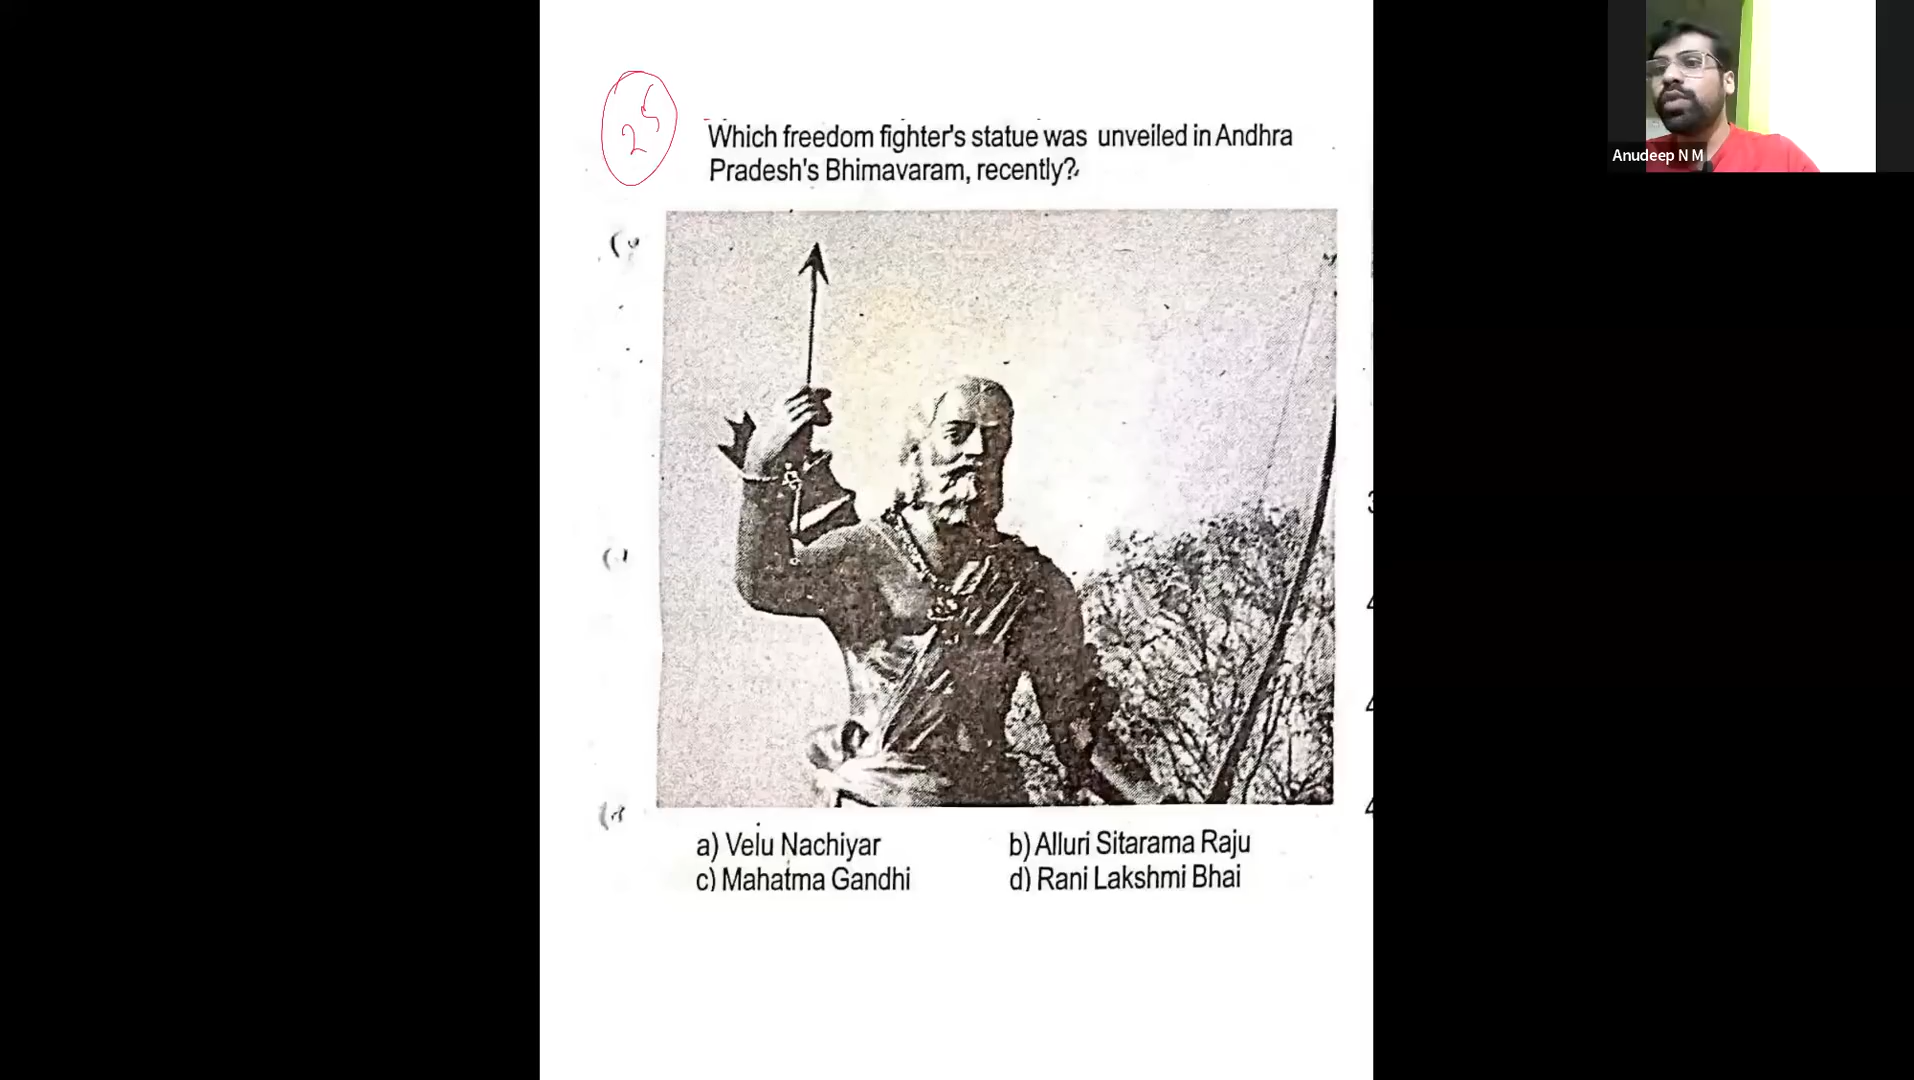 25
Which freedom fighter's statue was unveiled in Andhra
Pradesh's Bhimavaram, recently?
a) Velu Nachiyar
b) Alluri Sitarama Raju
c) Mahatma Gandhi
d) Rani Lakshmi Bhai
Anudeep N M